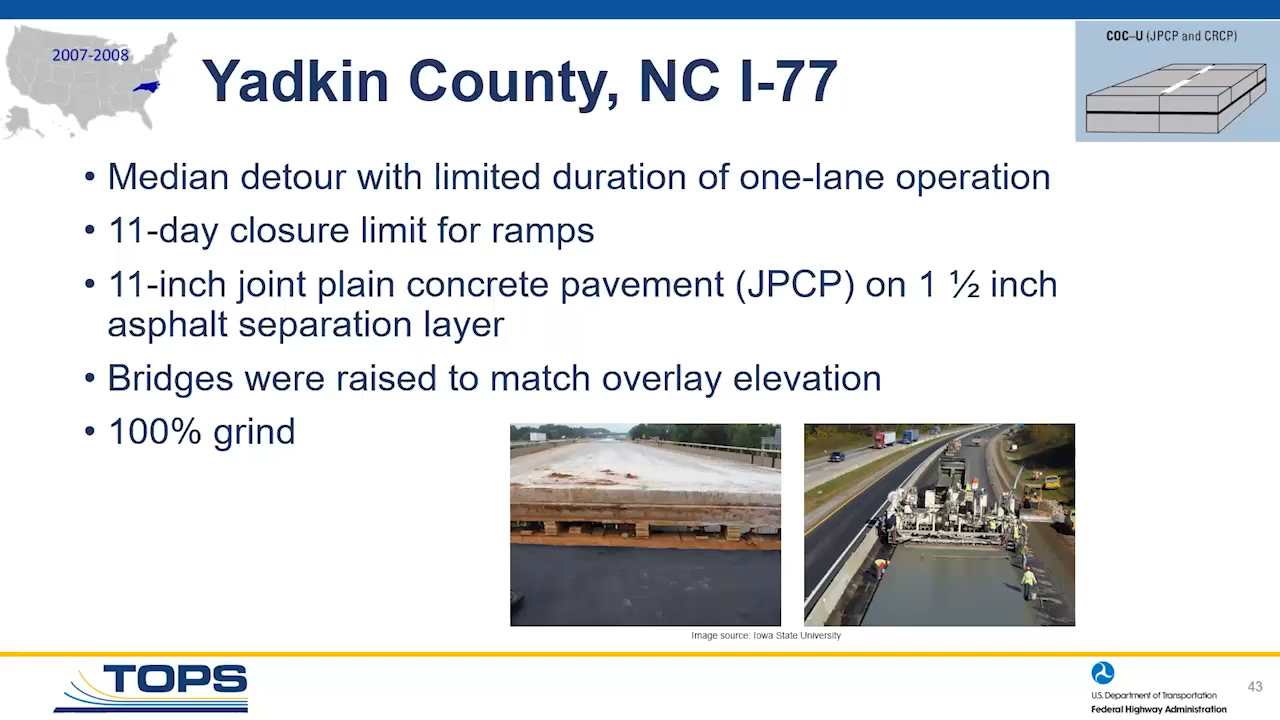 2007-2008
Yadkin County, NC I-77
COC–U (JPCP and CRCP)
• Median detour with limited duration of one-lane operation
• 11-day closure limit for ramps
• 11-inch joint plain concrete pavement (JPCP) on 1 ½ inch
asphalt separation layer
• Bridges were raised to match overlay elevation
• 100% grind
Image source: Iowa State University
TOPS
U.S. Department of Transportation
Federal Highway Administration
43